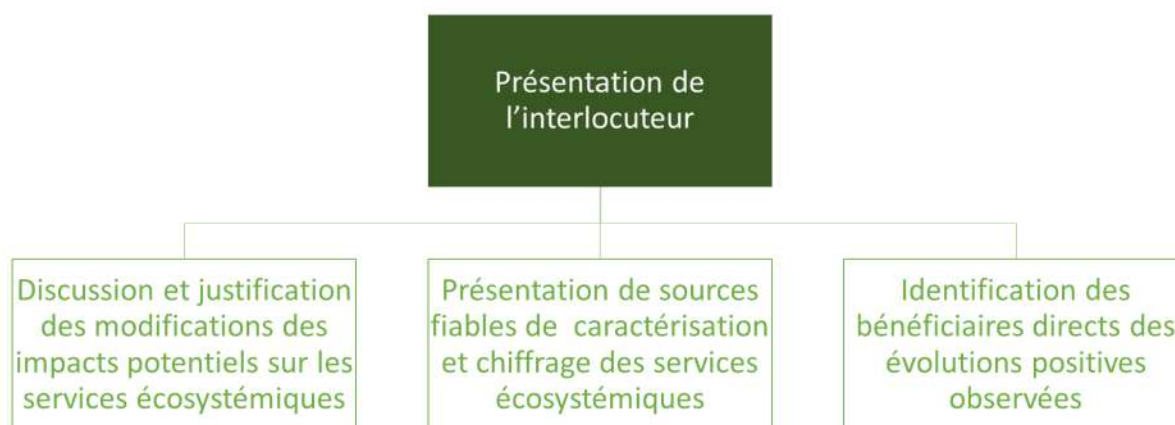 Présentation de
l’interlocuteur
Discussion et justification
des modifications des
impacts potentiels sur les
services écosystémiques
Présentation de sources
fiables de  caractérisation
et chiffrage des services
écosystémiques
Identification des
bénéficiaires directs des
évolutions positives
observées